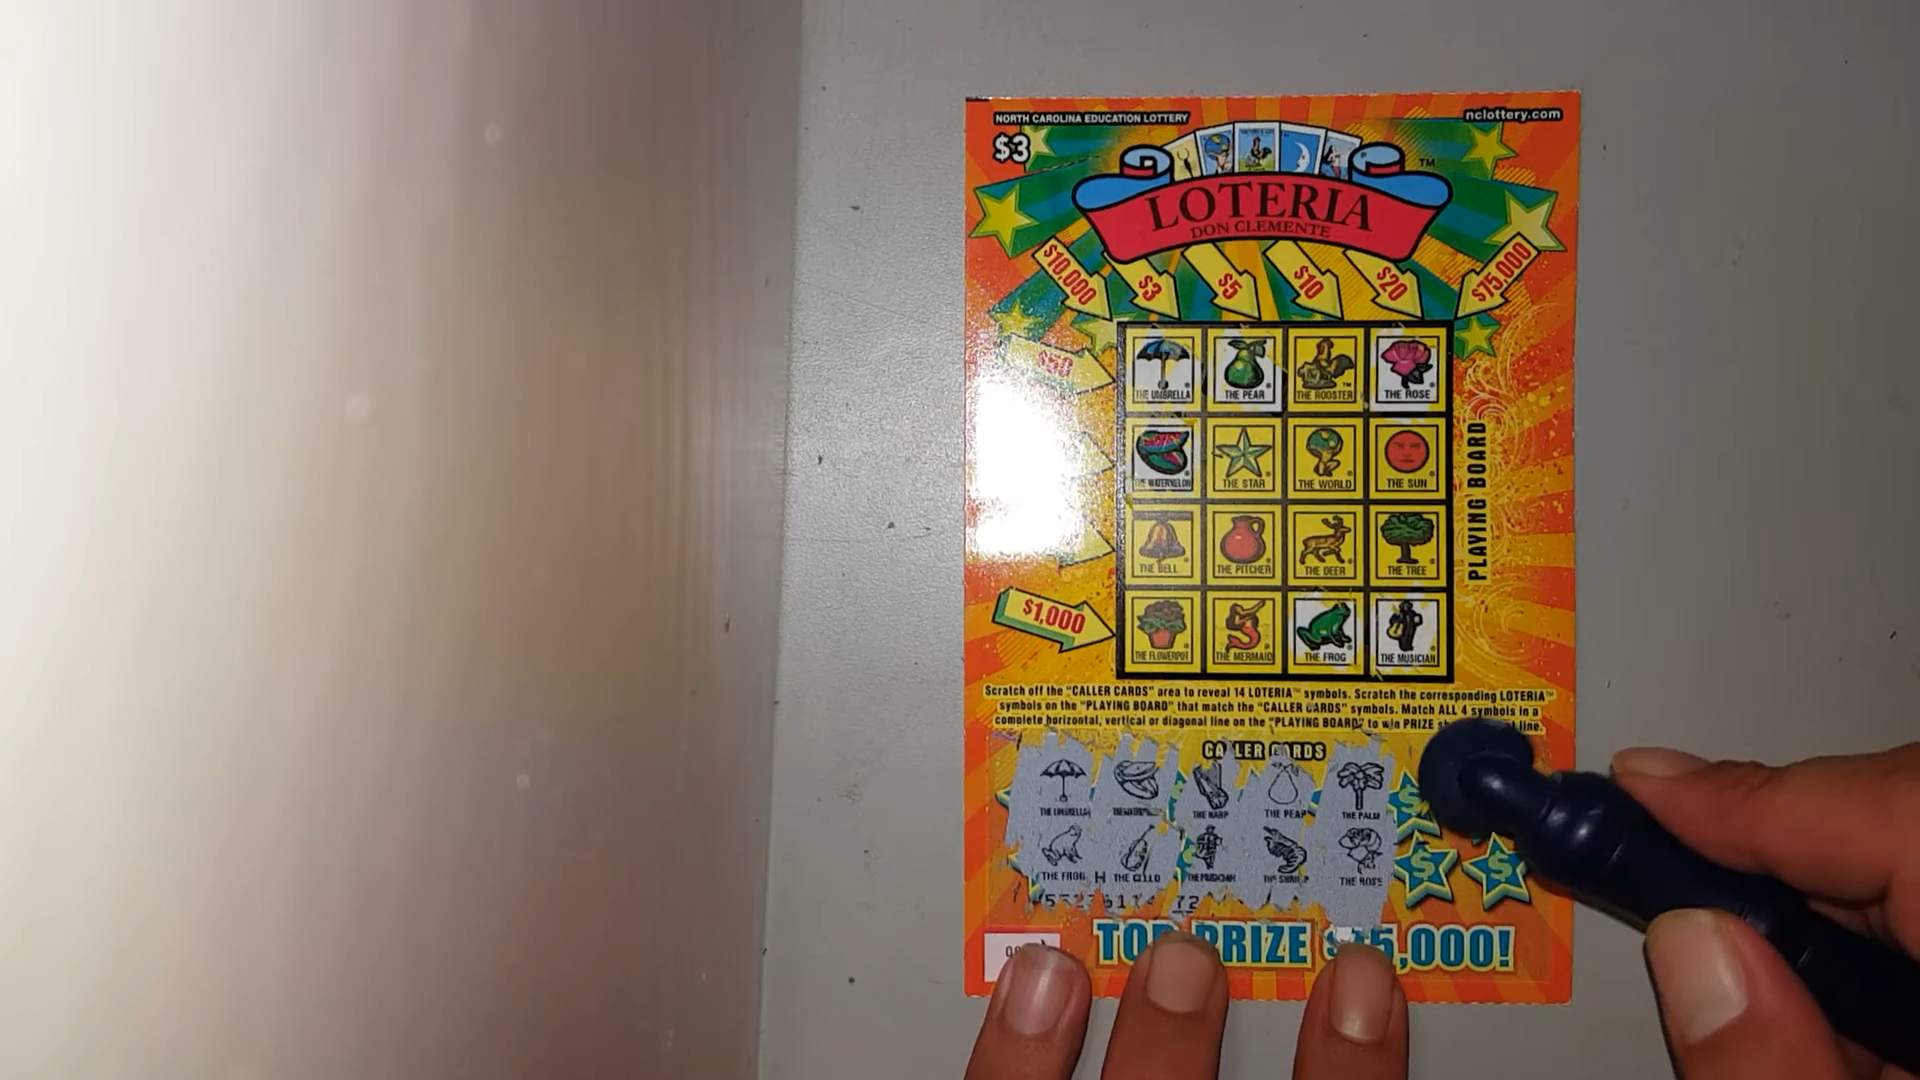 NORTH CAROLINA EDUCATION LOTTERY
nclottery.com
$3
LOTERIA™
DON CLEMENTE
$10,000 $3 $5 $10 $20 $75,000
$50
THE UMBRELLA THE PEAR THE ROOSTER THE ROSE
THE WATERMELON THE STAR THE WORLD THE SUN
THE BELL THE PITCHER THE DEER THE TREE
$1,000
THE FLOWERPOT THE MERMAID THE FROG THE MUSICIAN
PLAYING BOARD
Scratch off the "CALLER CARDS" area to reveal 14 LOTERIA™ symbols. Scratch the corresponding LOTERIA™
symbols on the "PLAYING BOARD" that match the "CALLER CARDS" symbols. Match ALL 4 symbols in a
complete horizontal, vertical or diagonal line on the "PLAYING BOARD" to win PRIZE line.
CALLER CARDS
THE UMBRELLA THE HARP THE PEAR THE PALM
THE FROG H THE CELLO THE MUSICIAN THE SHRIMP THE ROSE
TOP PRIZE $75,000!